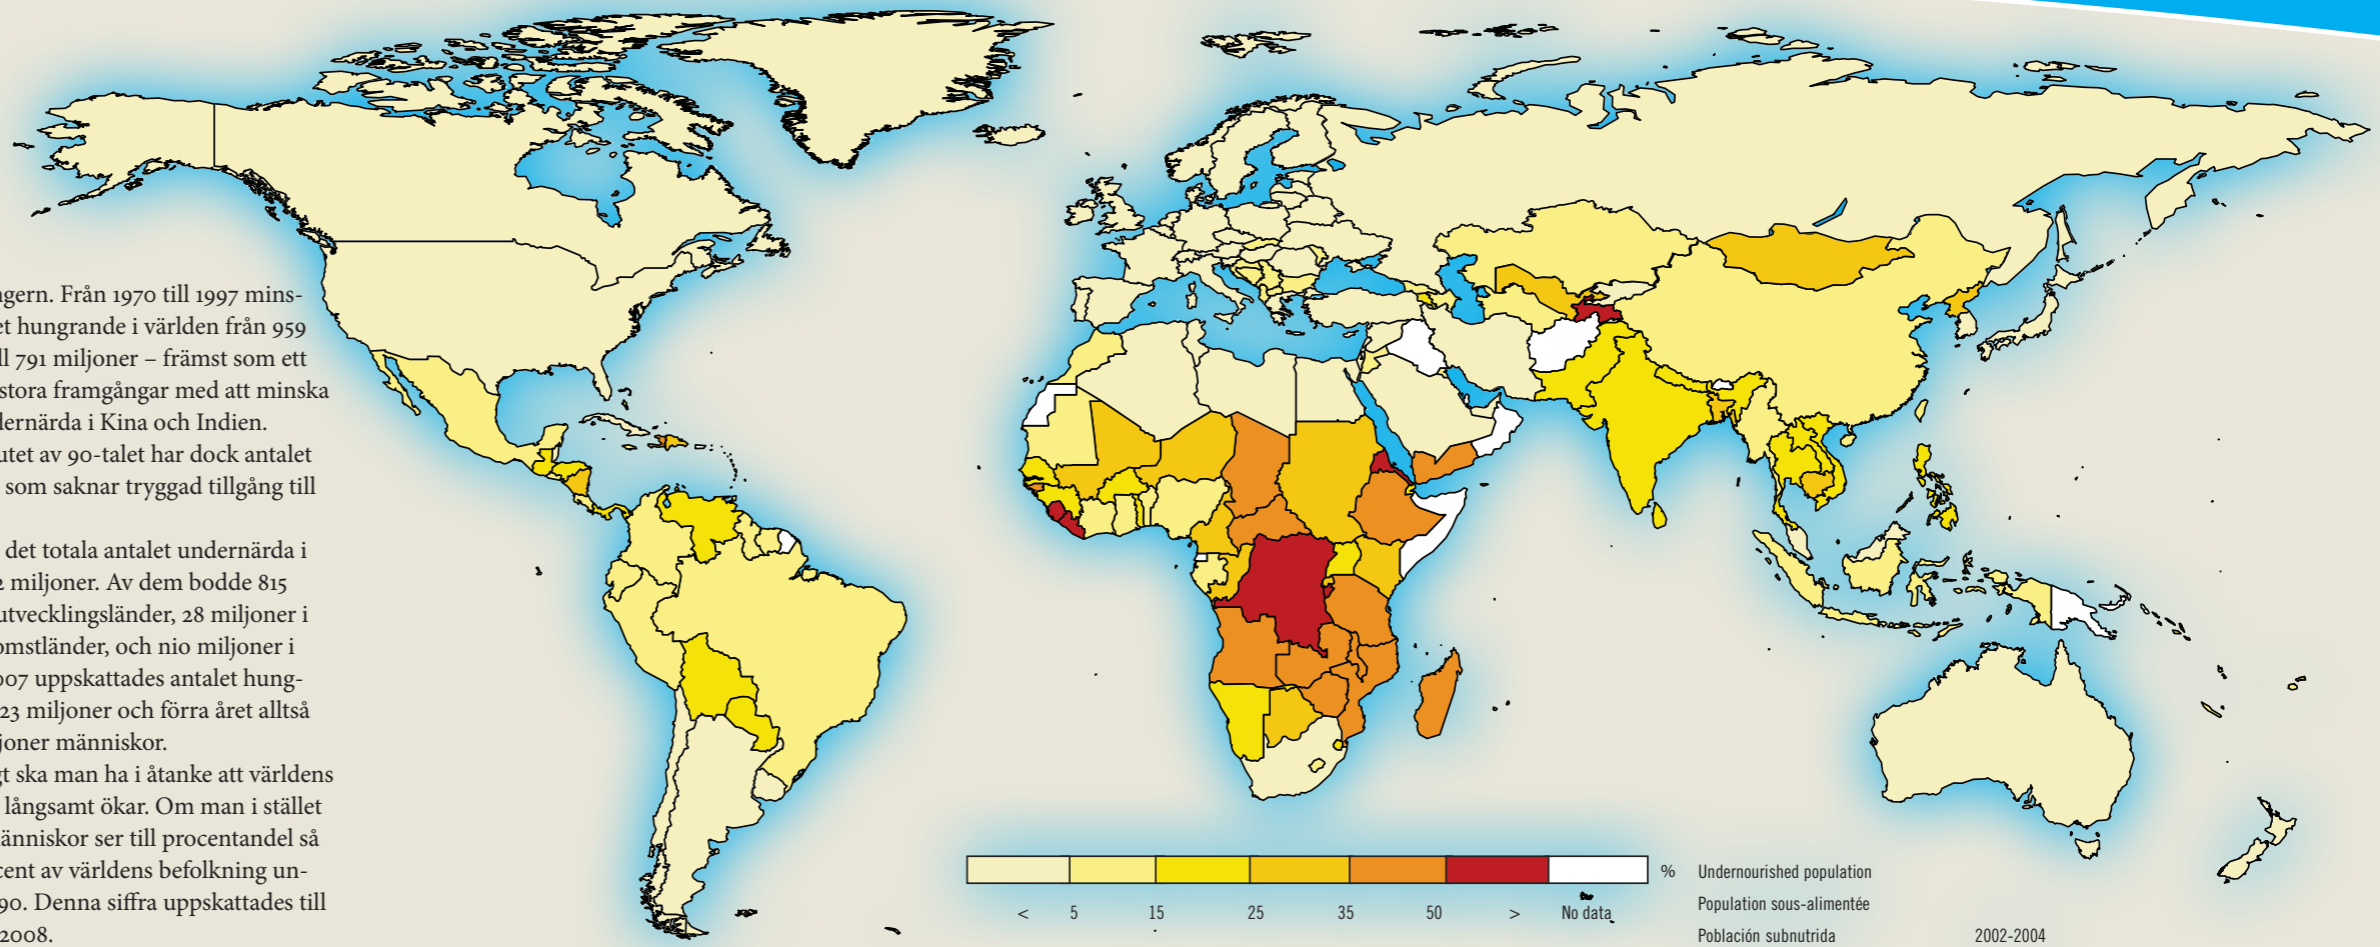 ngern. Från 1970 till 1997 mins-
et hungrande i världen från 959
ll 791 miljoner – främst som ett
stora framgångar med att minska
dernärda i Kina och Indien.
utet av 90-talet har dock antalet
som saknar tryggad tillgång till
det totala antalet undernärda i
2 miljoner. Av dem bodde 815
utvecklingsländer, 28 miljoner i
omstländer, och nio miljoner i
007 uppskattades antalet hung-
23 miljoner och förra året alltså
joner människor.
gt ska man ha i åtanke att världens
långsamt ökar. Om man i stället
människor ser till procentandel så
cent av världens befolkning un-
90. Denna siffra uppskattades till
2008.
% Undernourished population
Population sous-alimentée
Población subnutrida 2002-2004
< 5 15 25 35 50 > No data